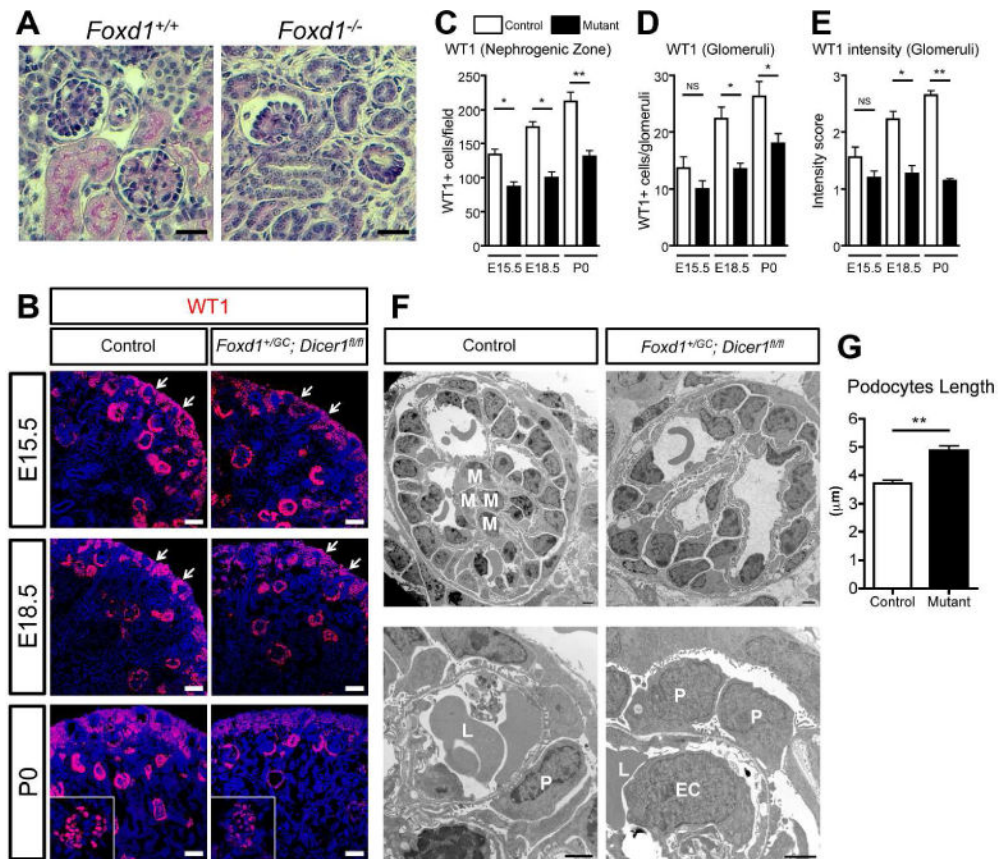 A
Foxd1+/+
Foxd1-/-
C
Control
Mutant
WT1 (Nephrogenic Zone)
WT1+ cells/field
250
200
150
100
50
0
*
*
**
E15.5
E18.5
P0
D
WT1 (Glomeruli)
WT1+ cells/glomeruli
30
20
10
0
NS
*
*
E15.5
E18.5
P0
E
WT1 intensity (Glomeruli)
Intensity score
3
2
1
0
NS
*
**
E15.5
E18.5
P0
B
WT1
Control
Foxd1+/GC; Dicer1fl/fl
E15.5
E18.5
P0
F
Control
Foxd1+/GC; Dicer1fl/fl
M
M
M
M
L
P
P
P
L
EC
G
Podocytes Length
**
(μm)
6
5
4
3
2
1
0
Control
Mutant